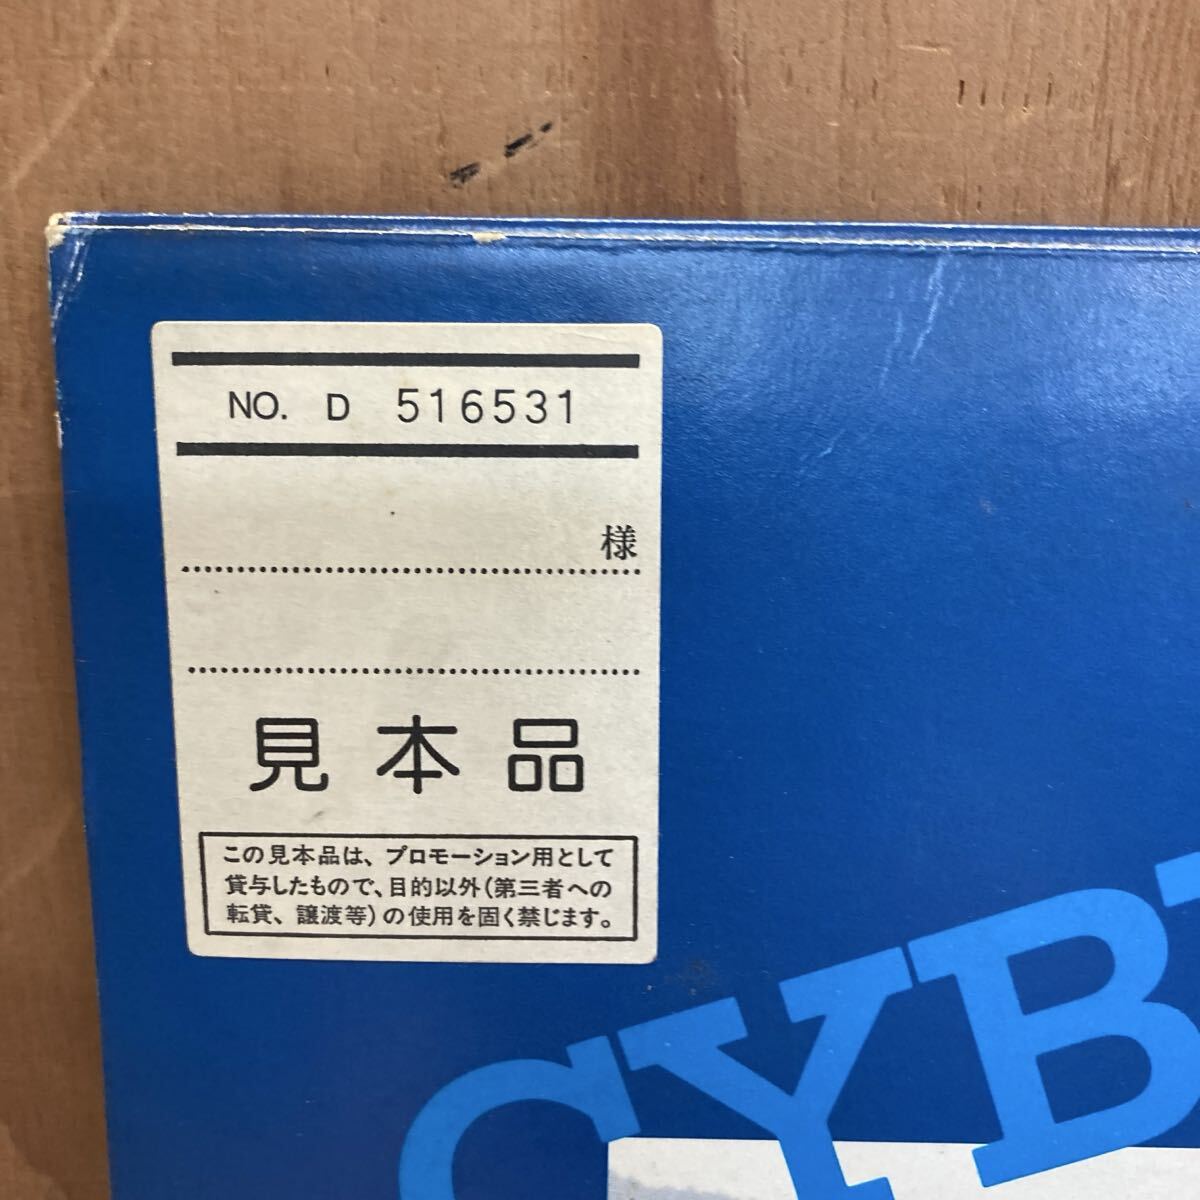 NO. D 516531
様
見本品
この見本品は、プロモーション用として
貸与したもので、目的以外(第三者への
転貸、譲渡等)の使用を固く禁じます。
CYB